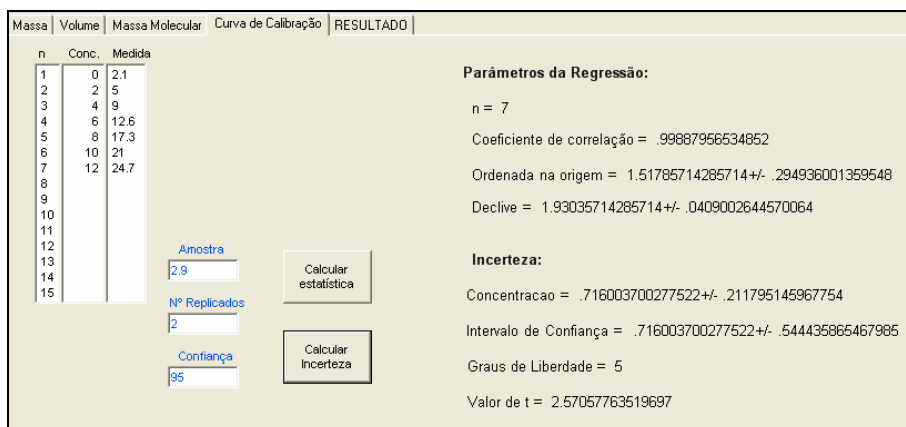 Massa Volume Massa Molecular Curva de Calibração RESULTADO
n Conc. Medida
1 0 2.1
2 2 5
3 4 9
4 6 12.6
5 8 17.3
6 10 21
7 12 24.7
8
9
10
11
12
13
14
15
Amostra
2.9
Nº Replicados
2
Confiança
95
Calcular
estatística
Calcular
Incerteza
Parâmetros da Regressão:
n = 7
Coeficiente de correlação = .99887956534852
Ordenada na origem = 1.51785714285714+/- .294936001359548
Declive = 1.93035714285714+/- .0409002644570064
Incerteza:
Concentracao = .716003700277522+/- .211795145967754
Intervalo de Confiança = .716003700277522+/- .544435865467985
Graus de Liberdade = 5
Valor de t = 2.57057763519697